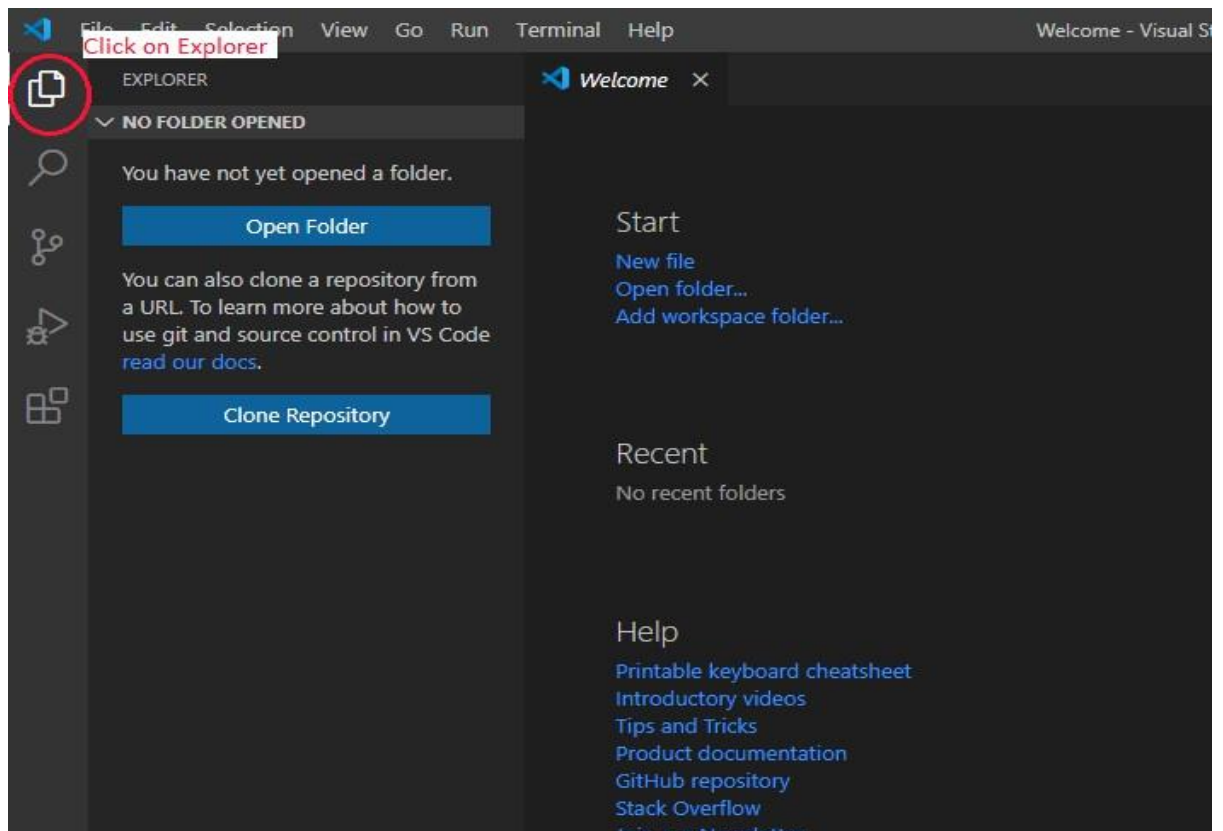 File Edit Selection View Go Run Terminal Help
Welcome - Visual St
Click on Explorer
EXPLORER
NO FOLDER OPENED
You have not yet opened a folder.
Open Folder
You can also clone a repository from
a URL. To learn more about how to
use git and source control in VS Code
read our docs.
Clone Repository
Welcome
Start
New file
Open folder...
Add workspace folder...
Recent
No recent folders
Help
Printable keyboard cheatsheet
Introductory videos
Tips and Tricks
Product documentation
GitHub repository
Stack Overflow